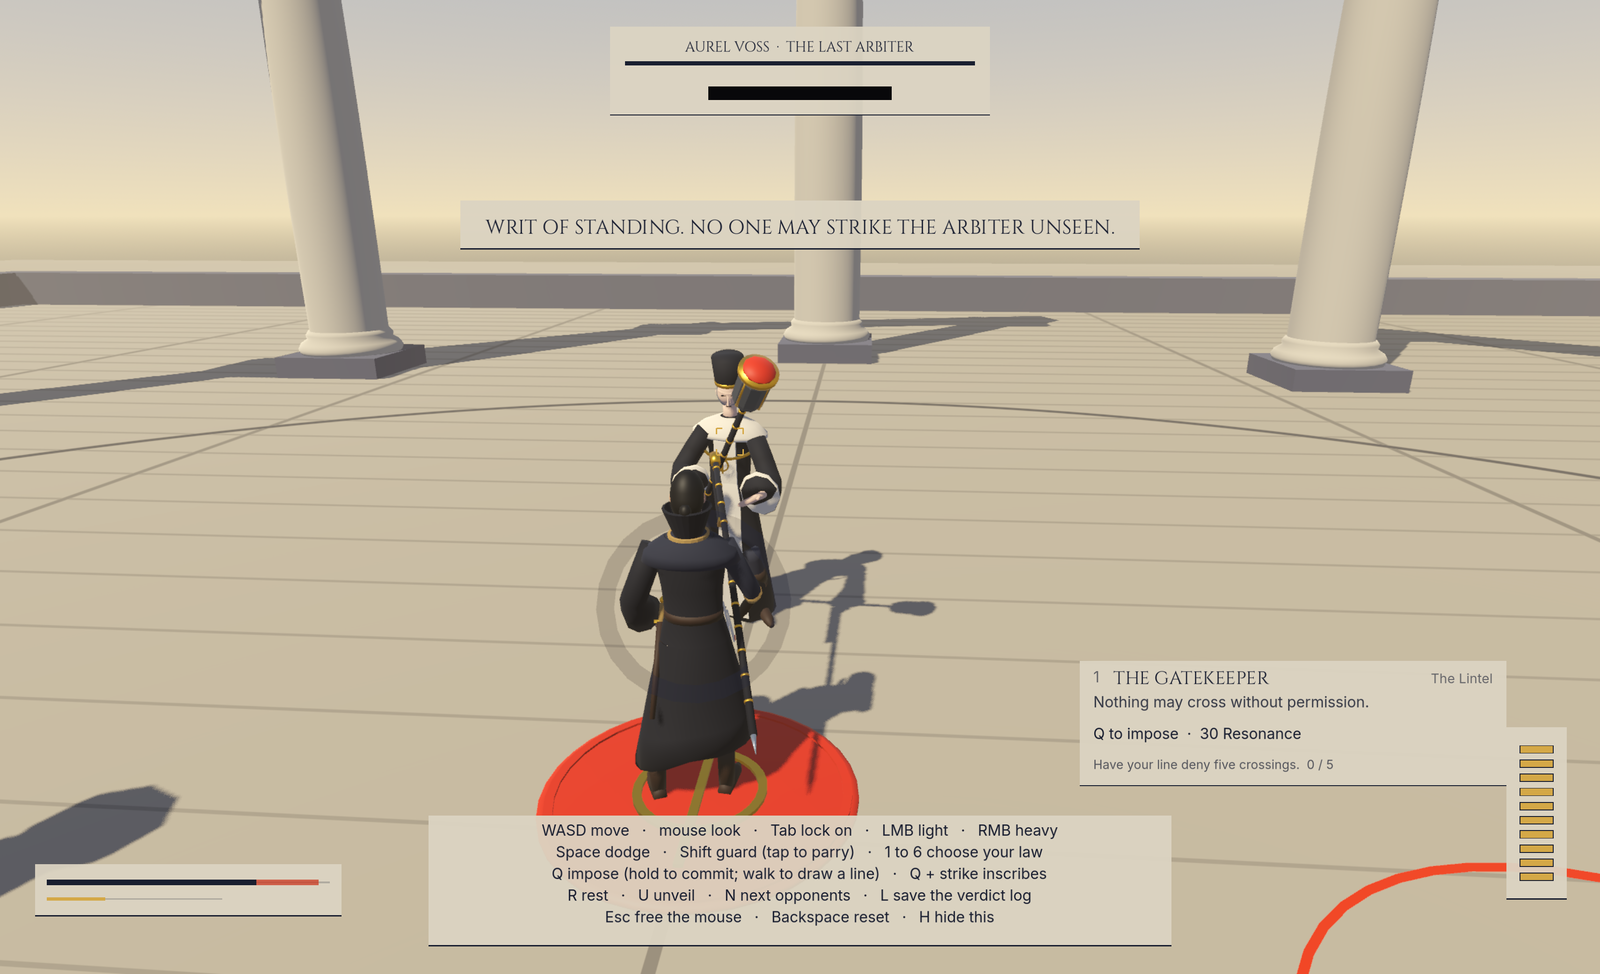 AUREL VOSS · THE LAST ARBITER
WRIT OF STANDING. NO ONE MAY STRIKE THE ARBITER UNSEEN.
1 THE GATEKEEPER The Lintel
Nothing may cross without permission.
Q to impose · 30 Resonance
Have your line deny five crossings. 0 / 5
WASD move · mouse look · Tab lock on · LMB light · RMB heavy
Space dodge · Shift guard (tap to parry) · 1 to 6 choose your law
Q impose (hold to commit; walk to draw a line) · Q + strike inscribes
R rest · U unveil · N next opponents · L save the verdict log
Esc free the mouse · Backspace reset · H hide this